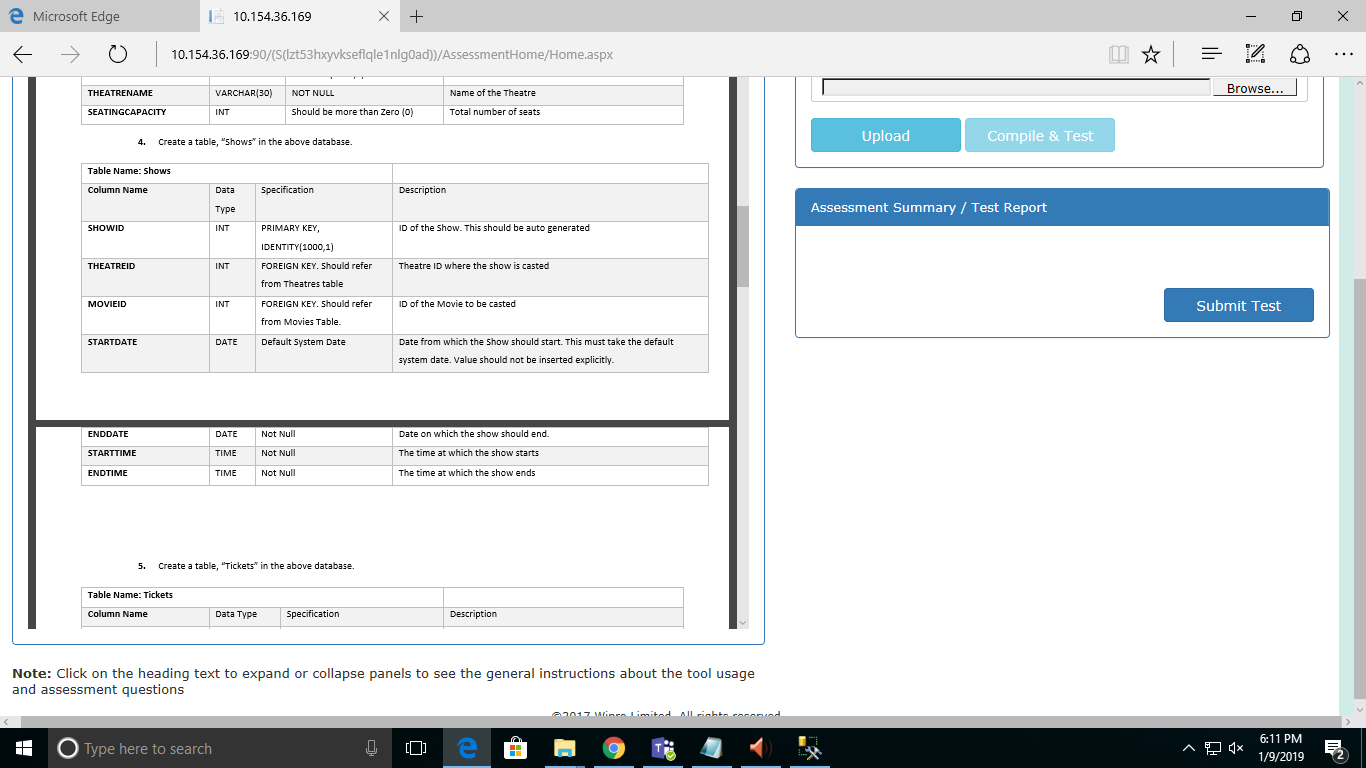 Microsoft Edge
10.154.36.169
10.154.36.169:90/(S(lzt53hxyvkseflqle1nlg0ad))/AssessmentHome/Home.aspx
THEATRENAME VARCHAR(30) NOT NULL Name of the Theatre
SEATINGCAPACITY INT Should be more than Zero (0) Total number of seats
4. Create a table, "Shows" in the above database.
Table Name: Shows
Column Name Data Type Specification Description
SHOWID INT PRIMARY KEY, IDENTITY(1000,1) ID of the Show. This should be auto generated
THEATREID INT FOREIGN KEY. Should refer from Theatres table Theatre ID where the show is casted
MOVIEID INT FOREIGN KEY. Should refer from Movies Table. ID of the Movie to be casted
STARTDATE DATE Default System Date Date from which the Show should start. This must take the default system date. Value should not be inserted explicitly.
ENDDATE DATE Not Null Date on which the show should end.
STARTTIME TIME Not Null The time at which the show starts
ENDTIME TIME Not Null The time at which the show ends
5. Create a table, "Tickets" in the above database.
Table Name: Tickets
Column Name Data Type Specification Description
Note: Click on the heading text to expand or collapse panels to see the general instructions about the tool usage
and assessment questions
©2017 Wipro Limited. All rights reserved
Browse...
Upload Compile & Test
Assessment Summary / Test Report
Submit Test
Type here to search
6:11 PM
1/9/2019
2